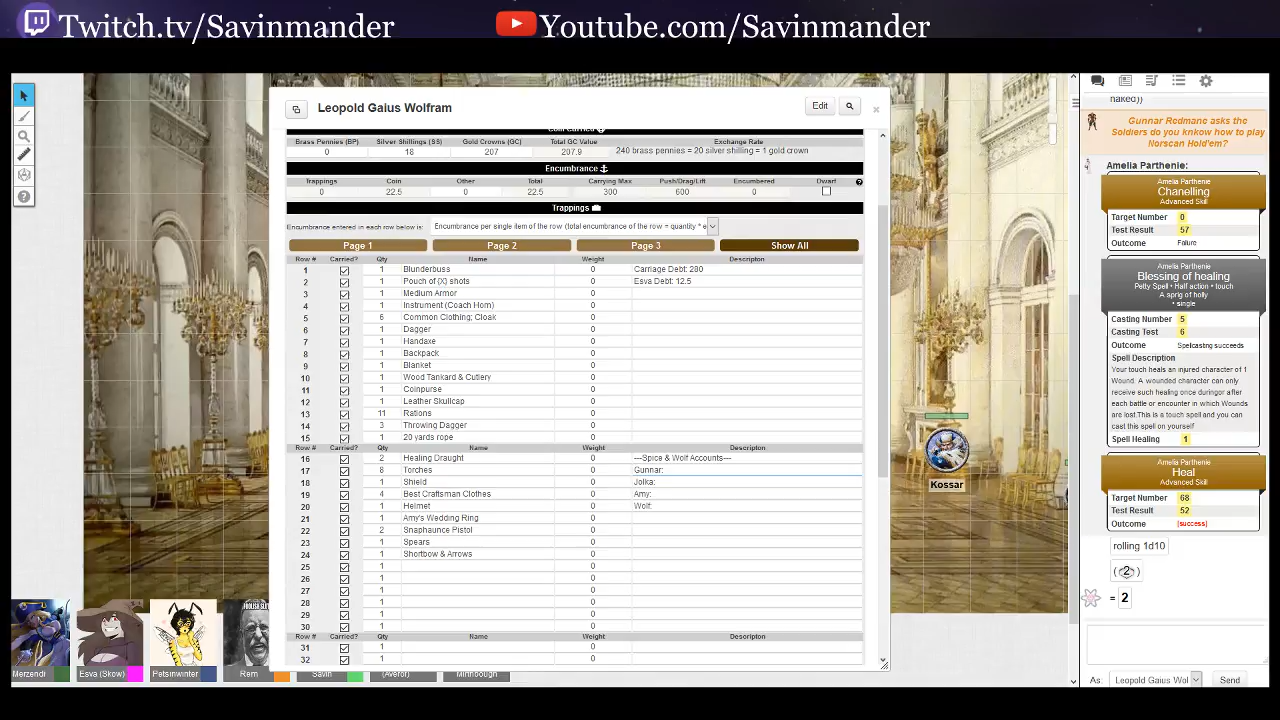 Twitch.tv/Savinmander
Youtube.com/Savinmander
Leopold Gaius Wolfram
Edit
Coin Carried
Brass Pennies (BP) Silver Shillings (SS) Gold Crowns (GC) Total GC Value Exchange Rate
0 18 207 207.9 240 brass pennies = 20 silver shilling = 1 gold crown
Encumbrance
Trappings Coin Other Total Carrying Max Push/Drag/Lift Encumbered Dwarf
0 22.5 0 22.5 300 600 0
Trappings
Encumbrance entered in each row below is: Encumbrance per single item of the row (total encumbrance of the row = quantity * e
Page 1 Page 2 Page 3 Show All
Row # Carried? Qty Name Weight Descripton
1 1 Blunderbuss 0 Carriage Debt: 280
2 1 Pouch of (X) shots 0 Esva Debt: 12.5
3 1 Medium Armor 0
4 1 Instrument (Coach Horn) 0
5 6 Common Clothing; Cloak 0
6 1 Dagger 0
7 1 Handaxe 0
8 1 Backpack 0
9 1 Blanket 0
10 1 Wood Tankard & Cutlery 0
11 1 Coinpurse 0
12 1 Leather Skullcap 0
13 11 Rations 0
14 3 Throwing Dagger 0
15 1 20 yards rope 0
Row # Carried? Qty Name Weight Descripton
16 2 Healing Draught 0 ---Spice & Wolf Accounts---
17 8 Torches 0 Gunnar:
18 1 Shield 0 Jolka:
19 4 Best Craftsman Clothes 0 Amy:
20 1 Helmet 0 Wolf:
21 1 Amy's Wedding Ring 0
22 2 Snaphaunce Pistol 0
23 1 Spears 0
24 1 Shortbow & Arrows 0
25 1 0
26 1 0
27 1 0
28 1 0
29 1 0
30 1 0
Row # Carried? Qty Name Weight Descripton
31 1 0
32 1 0
Kossar
Merzendi
Esva (Skow)
Petsinwinter
Rem
Savin
(Averof)
naked))
Gunnar Redmane asks the
Soldiers do you knkow how to play
Norscan Hold'em?
Amelia Parthenie:
Amelia Parthenie
Chanelling
Advanced Skill
Target Number 0
Test Result 57
Outcome Failure
Amelia Parthenie
Blessing of healing
Petty Spell • Half action • touch
• A sprig of holly
• single
Casting Number 5
Casting Test 6
Outcome Spellcasting succeeds
Spell Description
Your touch heals an injured character of 1
Wound. A wounded character can only
receive such healing once duringor after
each battle or encounter in which Wounds
are lost.This is a touch spell and you can
cast this spell on yourself
Spell Healing 1
Amelia Parthenie
Heal
Advanced Skill
Target Number 68
Test Result 52
Outcome (success)
rolling 1d10
(2)
= 2
As: Leopold Gaius Wol Send